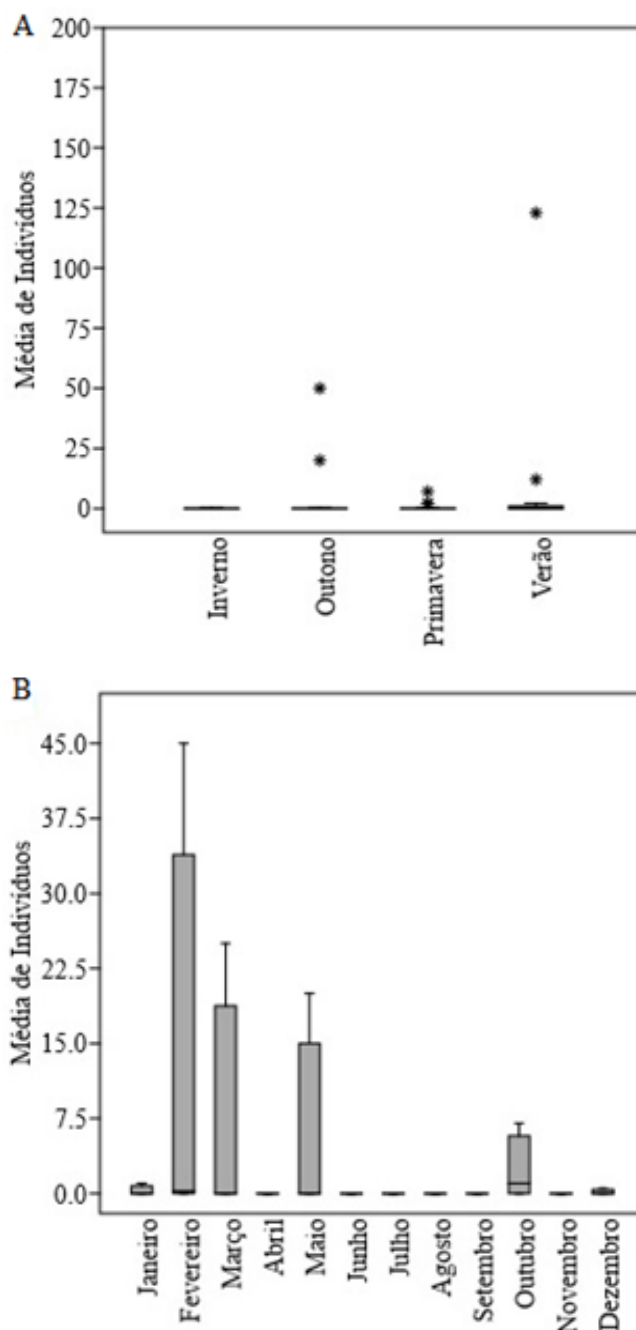 A
200
175
150
125
100
75
50
25
0
Média de Indivíduos
Inverno
Outono
Primavera
Verão
B
45.0
37.5
30.0
22.5
15.0
7.5
0.0
Média de Indivíduos
Janeiro
Fevereiro
Março
Abril
Maio
Junho
Julho
Agosto
Setembro
Outubro
Novembro
Dezembro